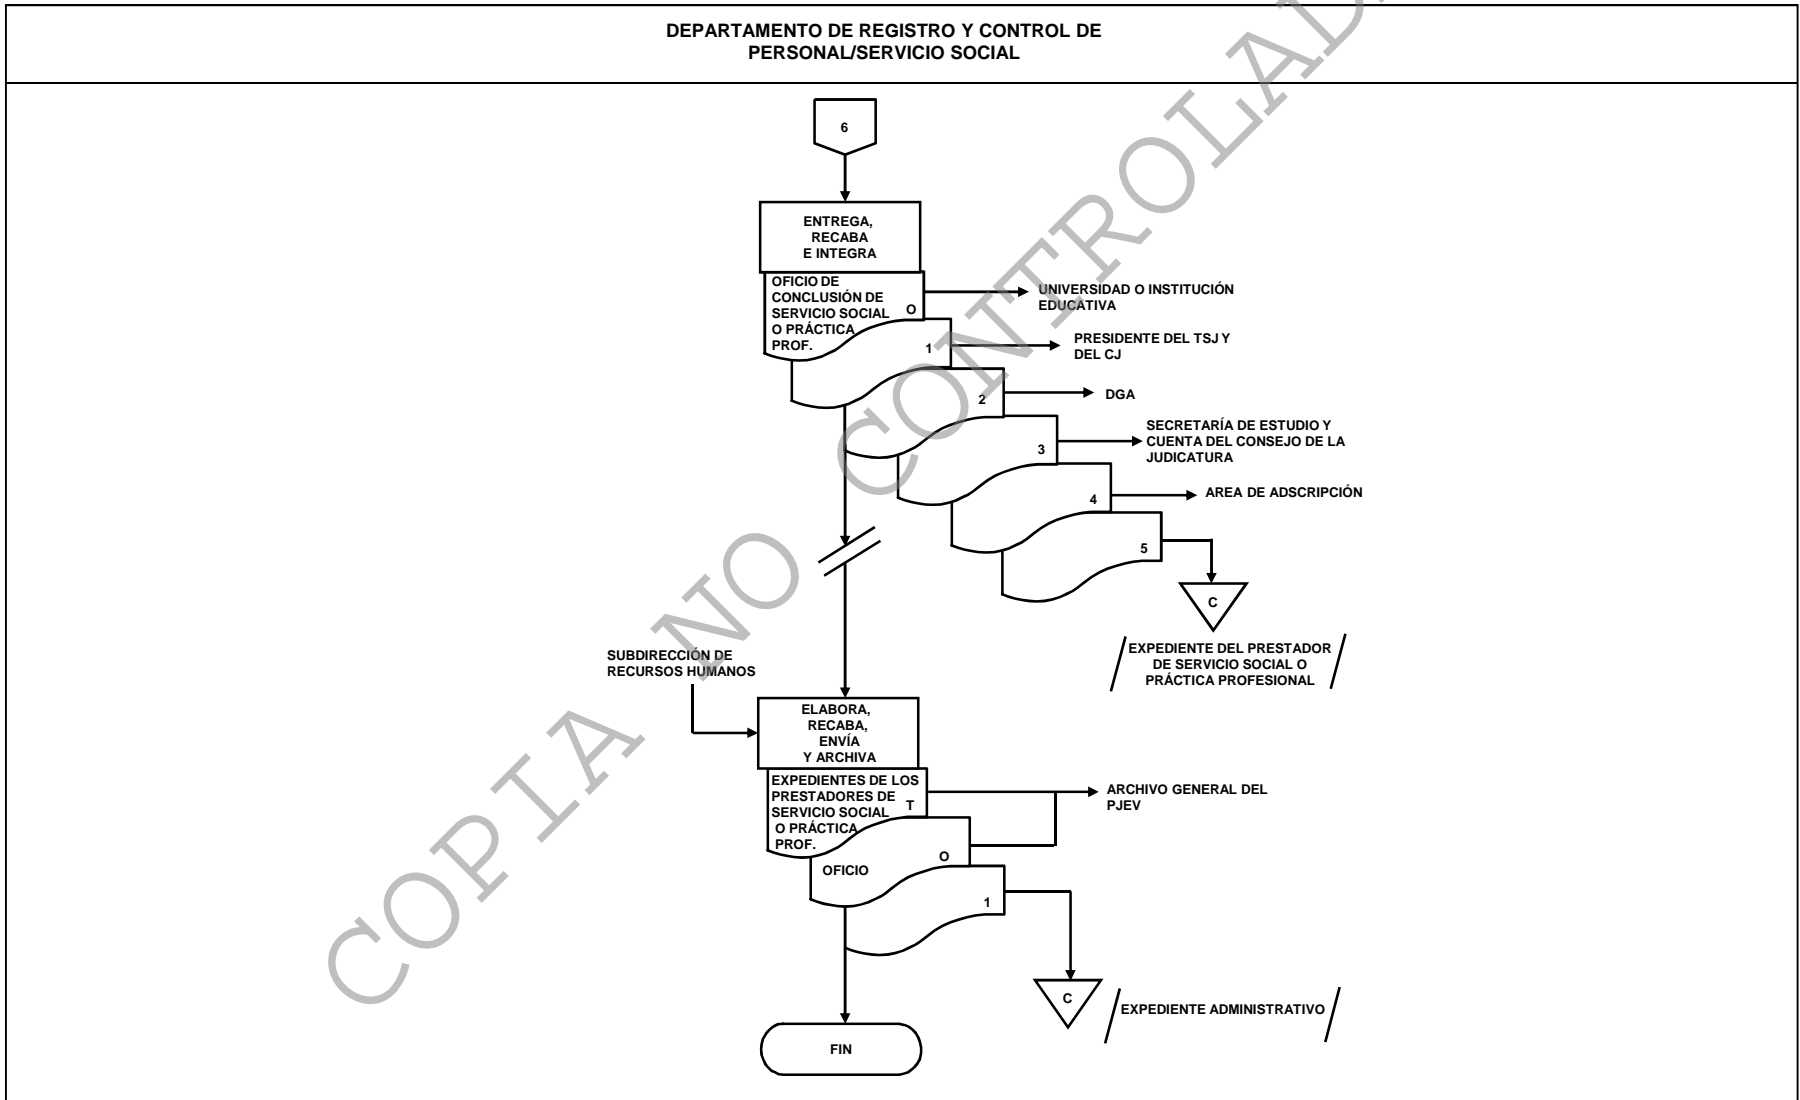 DEPARTAMENTO DE REGISTRO Y CONTROL DE
PERSONAL/SERVICIO SOCIAL
6
ENTREGA,
RECABA
E INTEGRA
OFICIO DE
CONCLUSIÓN DE
SERVICIO SOCIAL
O PRÁCTICA
PROF.
O
UNIVERSIDAD O INSTITUCIÓN
EDUCATIVA
1
PRESIDENTE DEL TSJ Y
DEL CJ
2
DGA
3
SECRETARÍA DE ESTUDIO Y
CUENTA DEL CONSEJO DE LA
JUDICATURA
4
AREA DE ADSCRIPCIÓN
5
C
EXPEDIENTE DEL PRESTADOR
DE SERVICIO SOCIAL O
PRÁCTICA PROFESIONAL
SUBDIRECCIÓN DE
RECURSOS HUMANOS
ELABORA,
RECABA,
ENVÍA
Y ARCHIVA
EXPEDIENTES DE LOS
PRESTADORES DE
SERVICIO SOCIAL
O PRÁCTICA
PROF.
T
ARCHIVO GENERAL DEL
PJEV
OFICIO
O
1
C
EXPEDIENTE ADMINISTRATIVO
FIN
COPIA NO CONTROLAD